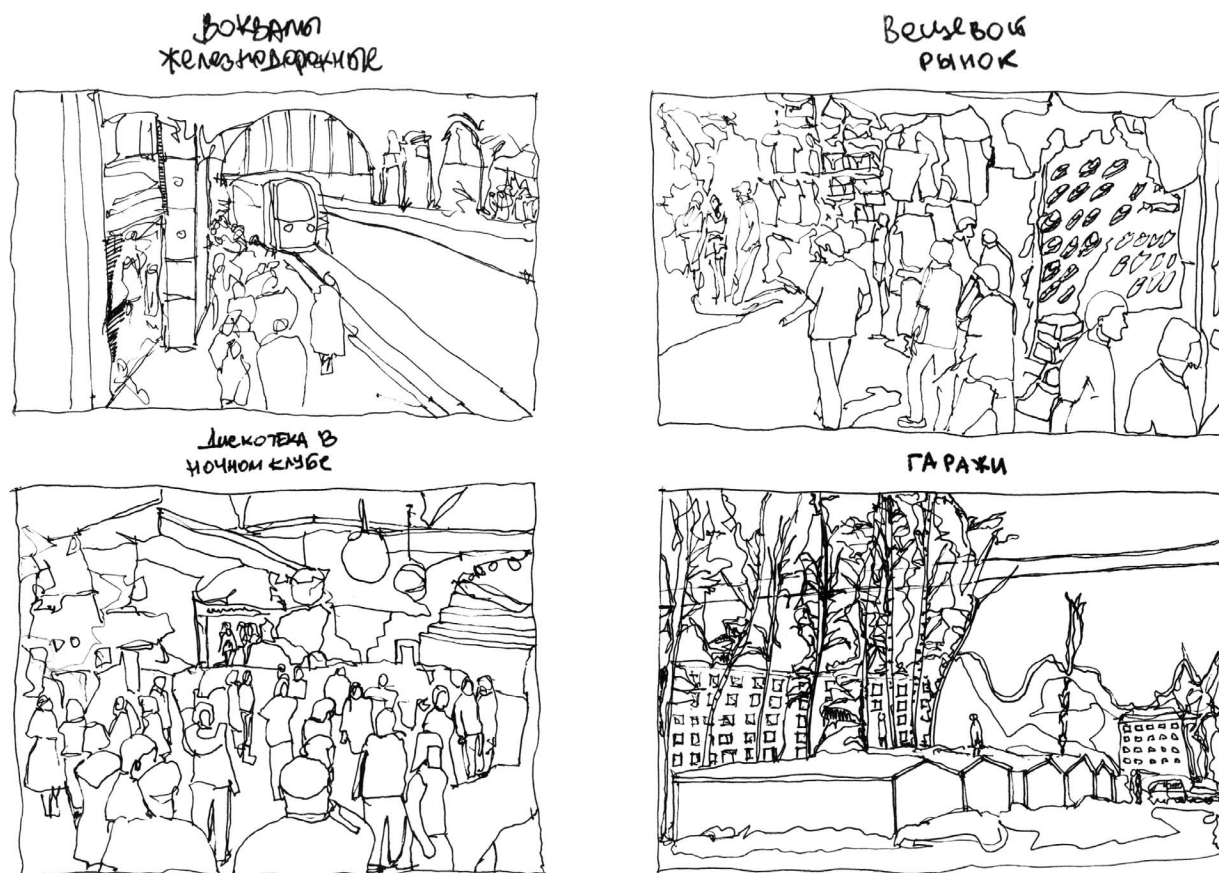 ВОКЗАЛЫ
ЖЕЛЕЗНОДОРОЖНЫЕ
ВЕЩЕВОЙ
РЫНОК
ДИСКОТЕКА В
НОЧНОМ КЛУБЕ
ГАРАЖИ